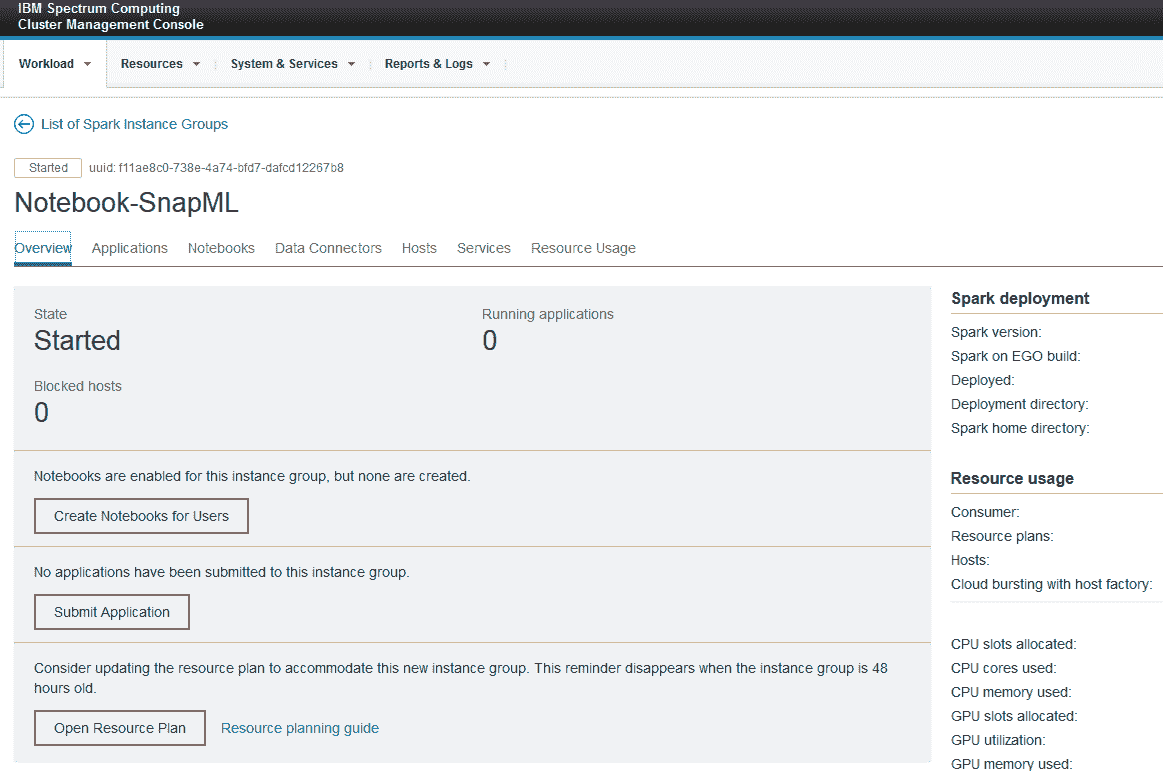 IBM Spectrum Computing
Cluster Management Console
Workload
Resources
System & Services
Reports & Logs
List of Spark Instance Groups
Started
uuid: f11ae8c0-738e-4a74-bfd7-dafcd12267b8
Notebook-SnapML
Overview
Applications
Notebooks
Data Connectors
Hosts
Services
Resource Usage
State
Started
Running applications
0
Blocked hosts
0
Notebooks are enabled for this instance group, but none are created.
Create Notebooks for Users
No applications have been submitted to this instance group.
Submit Application
Consider updating the resource plan to accommodate this new instance group. This reminder disappears when the instance group is 48
hours old.
Open Resource Plan
Resource planning guide
Spark deployment
Spark version:
Spark on EGO build:
Deployed:
Deployment directory:
Spark home directory:
Resource usage
Consumer:
Resource plans:
Hosts:
Cloud bursting with host factory:
CPU slots allocated:
CPU cores used:
CPU memory used:
GPU slots allocated:
GPU utilization:
GPU memory used: